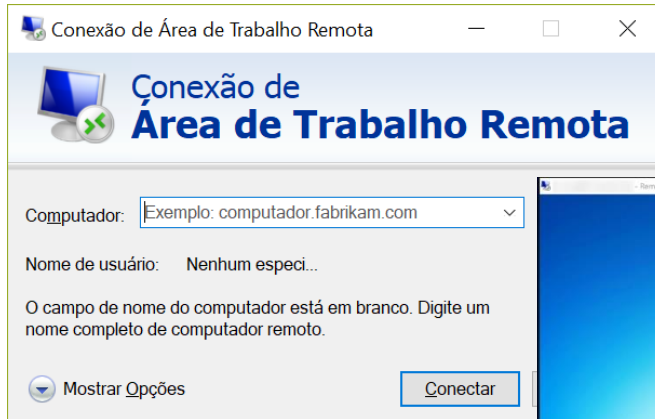 Conexão de Área de Trabalho Remota
Conexão de
Área de Trabalho Remota
Computador: Exemplo: computador.fabrikam.com
Nome de usuário: Nenhum especi...
O campo de nome do computador está em branco. Digite um
nome completo de computador remoto.
Mostrar Opções
Conectar